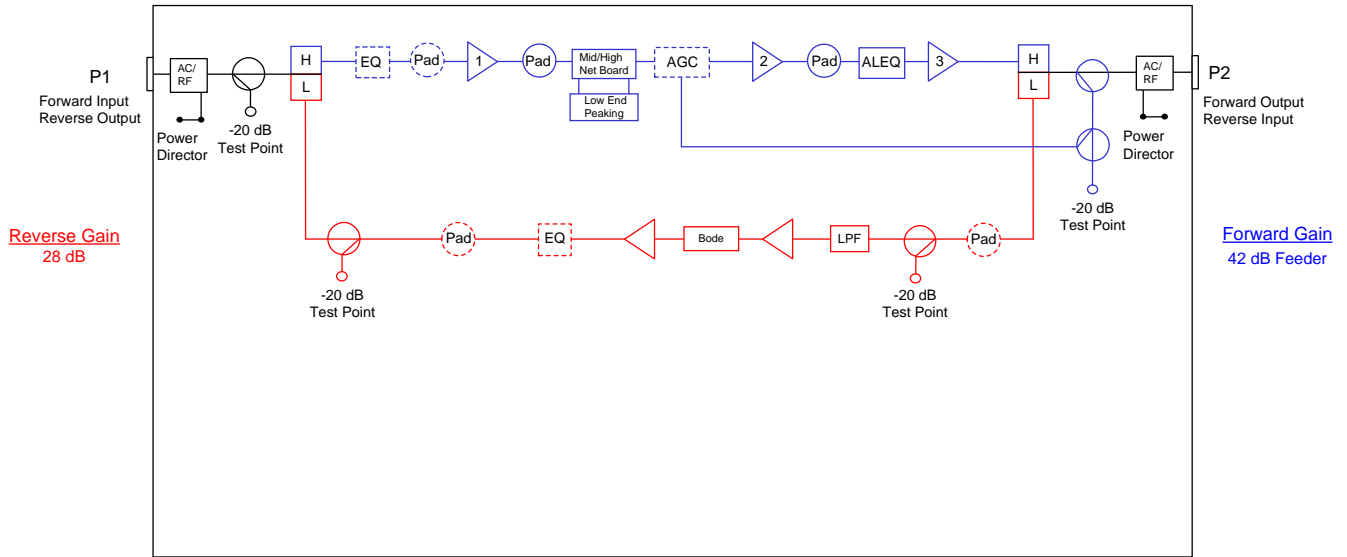 P1
Forward Input
Reverse Output
AC/
RF
Power
Director
-20 dB
Test Point
H
L
EQ
Pad
1
Pad
Mid/High
Net Board
Low End
Peaking
AGC
2
Pad
ALEQ
3
H
L
AC/
RF
Power
Director
P2
Forward Output
Reverse Input
-20 dB
Test Point
Reverse Gain
28 dB
Pad
EQ
Bode
LPF
Pad
-20 dB
Test Point
-20 dB
Test Point
Forward Gain
42 dB Feeder